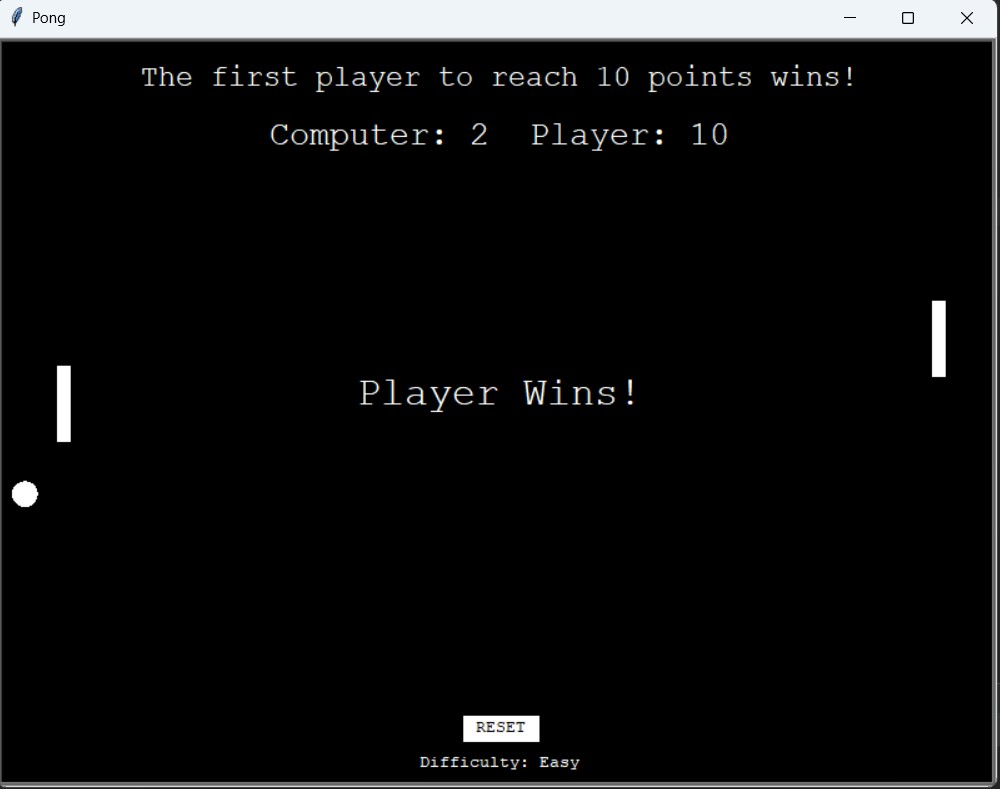 Pong
The first player to reach 10 points wins!
Computer: 2  Player: 10
Player Wins!
RESET
Difficulty: Easy